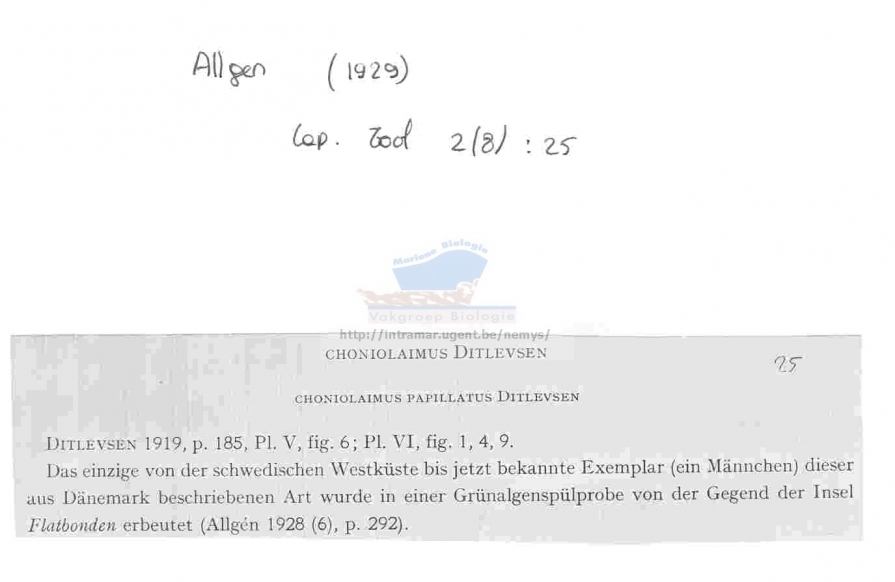 Allgen (1929)
Cap. Zool 2(8) : 25
Mariene Biologie
Vakgroep Biologie
http://intramar.ugent.be/nemys/
CHONIOLAIMUS DITLEVSEN
25
CHONIOLAIMUS PAPILLATUS DITLEVSEN
DITLEVSEN 1919, p. 185, Pl. V, fig. 6; Pl. VI, fig. 1, 4, 9.
Das einzige von der schwedischen Westküste bis jetzt bekannte Exemplar (ein Männchen) dieser
aus Dänemark beschriebenen Art wurde in einer Grünalgenspülprobe von der Gegend der Insel
Flatbonden erbeutet (Allgén 1928 (6), p. 292).